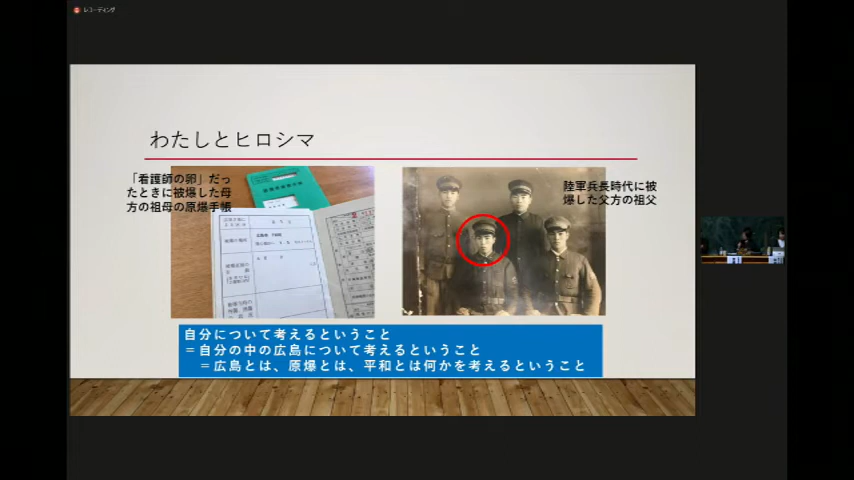 レコーディング
わたしとヒロシマ
「看護師の卵」だっ
たときに被爆した母
方の祖母の原爆手帳
陸軍兵長時代に被
爆した父方の祖父
自分について考えるということ
＝自分の中の広島について考えるということ
＝広島とは、原爆とは、平和とは何かを考えるということ